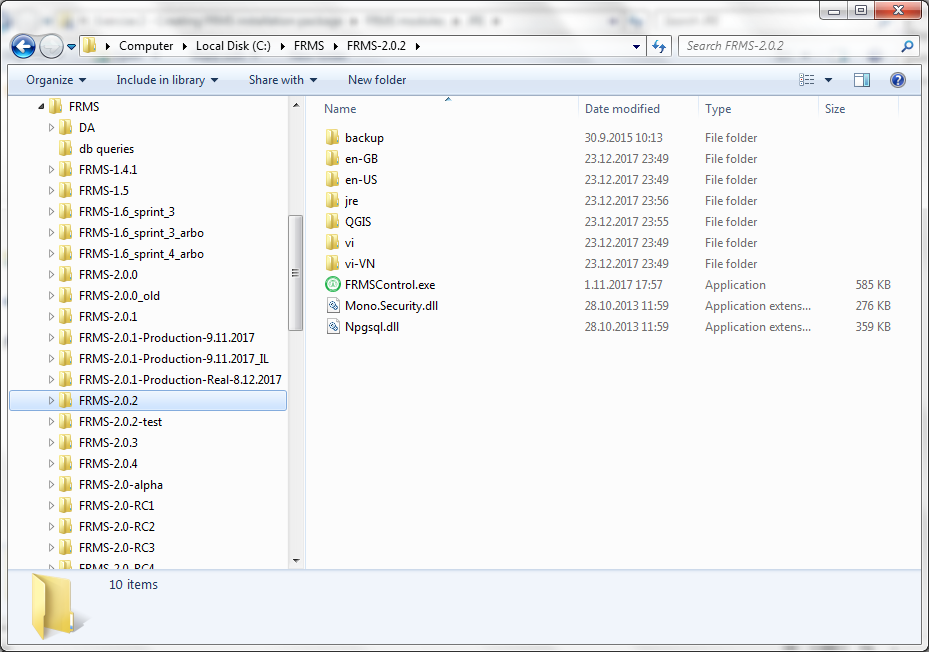 Computer Local Disk (C:) FRMS FRMS-2.0.2 Search FRMS-2.0.2
Organize Include in library Share with New folder
FRMS
DA
db queries
FRMS-1.4.1
FRMS-1.5
FRMS-1.6_sprint_3
FRMS-1.6_sprint_3_arbo
FRMS-1.6_sprint_4_arbo
FRMS-2.0.0
FRMS-2.0.0_old
FRMS-2.0.1
FRMS-2.0.1-Production-9.11.2017
FRMS-2.0.1-Production-9.11.2017_IL
FRMS-2.0.1-Production-Real-8.12.2017
FRMS-2.0.2
FRMS-2.0.2-test
FRMS-2.0.3
FRMS-2.0.4
FRMS-2.0-alpha
FRMS-2.0-RC1
FRMS-2.0-RC2
FRMS-2.0-RC3
FRMS-2.0-RC4
Name Date modified Type Size
backup 30.9.2015 10:13 File folder
en-GB 23.12.2017 23:49 File folder
en-US 23.12.2017 23:49 File folder
jre 23.12.2017 23:56 File folder
QGIS 23.12.2017 23:55 File folder
vi 23.12.2017 23:49 File folder
vi-VN 23.12.2017 23:49 File folder
FRMSControl.exe 1.11.2017 17:57 Application 585 KB
Mono.Security.dll 28.10.2013 11:59 Application extens... 276 KB
Npgsql.dll 28.10.2013 11:59 Application extens... 359 KB
10 items